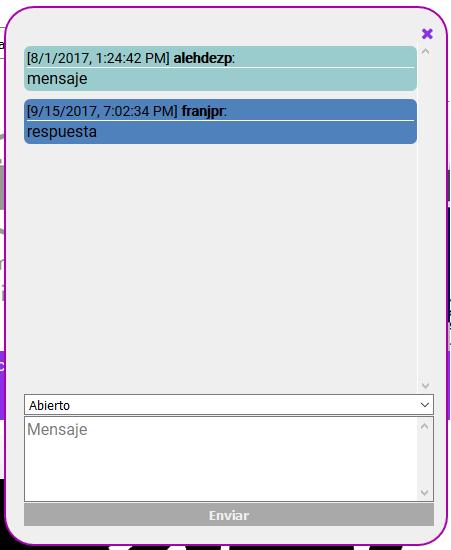 [8/1/2017, 1:24:42 PM] alehdezp:
mensaje
[9/15/2017, 7:02:34 PM] franjpr:
respuesta
Abierto
Mensaje
Enviar